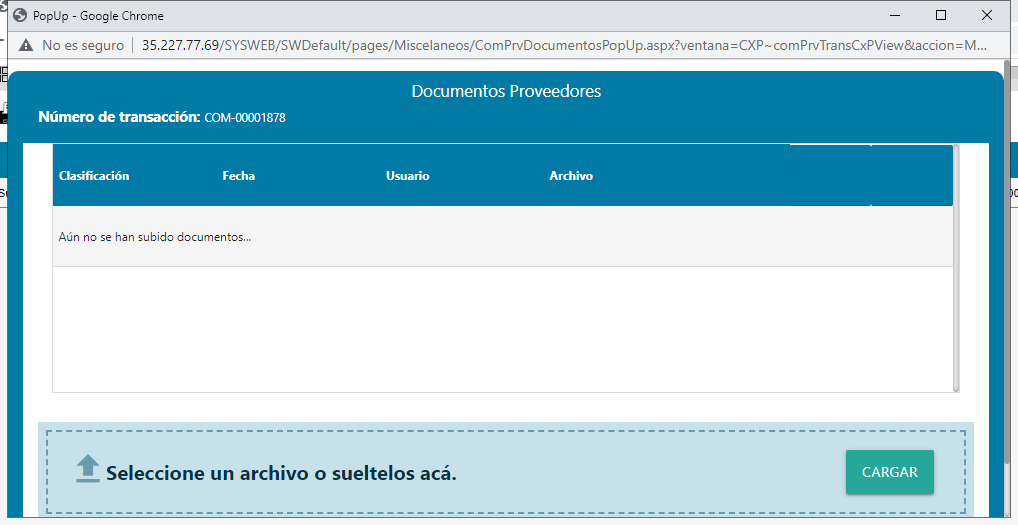 PopUp - Google Chrome
No es seguro 35.227.77.69/SYSWEB/SWDefault/pages/Miscelaneos/ComPrvDocumentosPopUp.aspx?ventana=CXP~comPrvTransCxPView&accion=M...
Documentos Proveedores
Número de transacción: COM-00001878
Clasificación Fecha Usuario Archivo
Aún no se han subido documentos...
Seleccione un archivo o sueltelos acá.
CARGAR